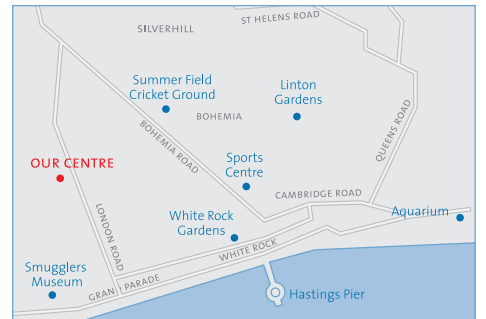 ST HELENS ROAD
SILVERHILL
Summer Field
Cricket Ground
Linton
Gardens
BOHEMIA
QUEENS ROAD
BOHEMIA ROAD
OUR CENTRE
Sports
Centre
CAMBRIDGE ROAD
LONDON ROAD
White Rock
Gardens
Aquarium
WHITE ROCK
Smugglers
Museum
GRAND PARADE
Hastings Pier